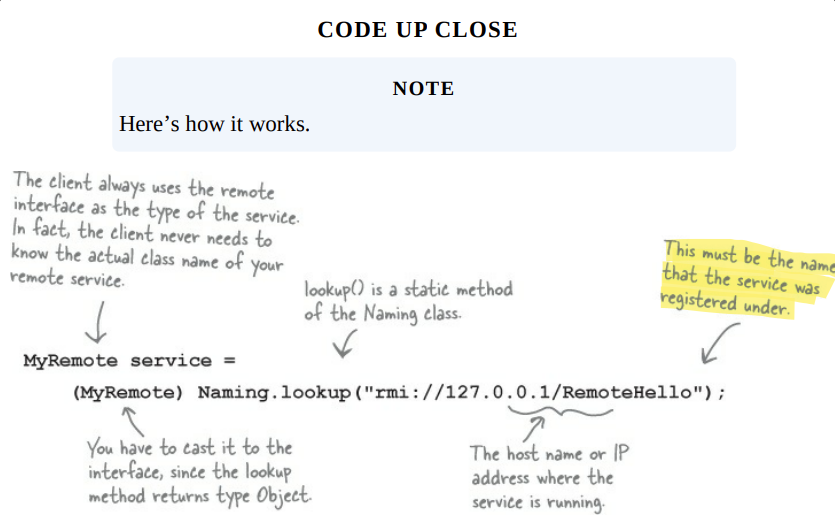 CODE UP CLOSE
NOTE
Here’s how it works.
The client always uses the remote
interface as the type of the service.
In fact, the client never needs to
know the actual class name of your
remote service.
lookup() is a static method
of the Naming class.
This must be the name
that the service was
registered under.
MyRemote service =
(MyRemote) Naming.lookup("rmi://127.0.0.1/RemoteHello");
You have to cast it to the
interface, since the lookup
method returns type Object.
The host name or IP
address where the
service is running.